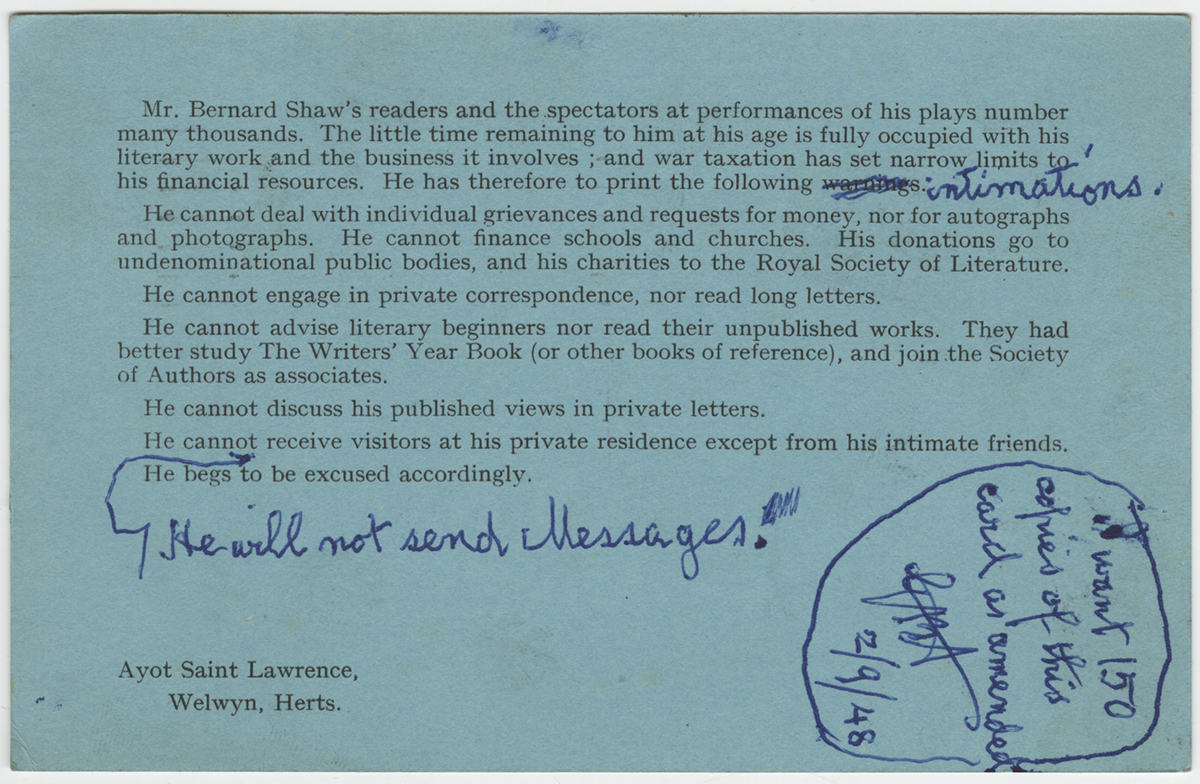 Mr. Bernard Shaw's readers and the spectators at performances of his plays number
many thousands. The little time remaining to him at his age is fully occupied with his
literary work and the business it involves ; and war taxation has set narrow limits to
his financial resources. He has therefore to print the following warnings. intimations.
He cannot deal with individual grievances and requests for money, nor for autographs
and photographs. He cannot finance schools and churches. His donations go to
undenominational public bodies, and his charities to the Royal Society of Literature.
He cannot engage in private correspondence, nor read long letters.
He cannot advise literary beginners nor read their unpublished works. They had
better study The Writers' Year Book (or other books of reference), and join the Society
of Authors as associates.
He cannot discuss his published views in private letters.
He cannot receive visitors at his private residence except from his intimate friends.
He begs to be excused accordingly.
He will not send Messages.
Ayot Saint Lawrence,
Welwyn, Herts.
I want 150
copies of this
card as amended
GBS
2/9/48